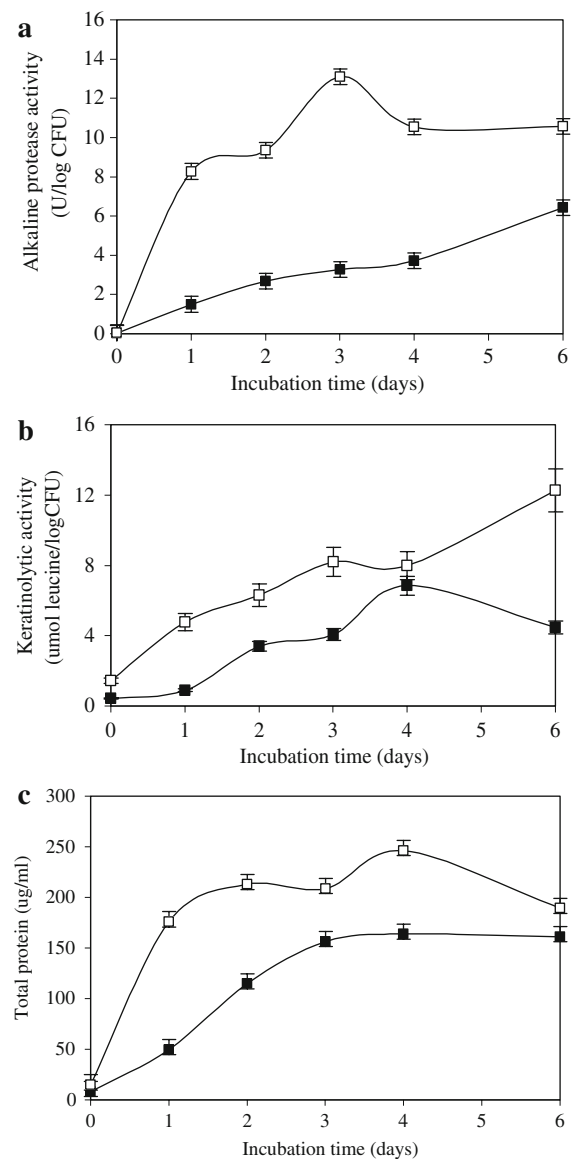 a
Alkaline protease activity
(U/log CFU)
16
14
12
10
8
6
4
2
0
0 1 2 3 4 5 6
Incubation time (days)
b
Keratinolytic activity
(umol leucine/logCFU)
16
12
8
4
0
0 1 2 3 4 5 6
Incubation time (days)
c
Total protein (ug/ml)
300
250
200
150
100
50
0
0 1 2 3 4 5 6
Incubation time (days)